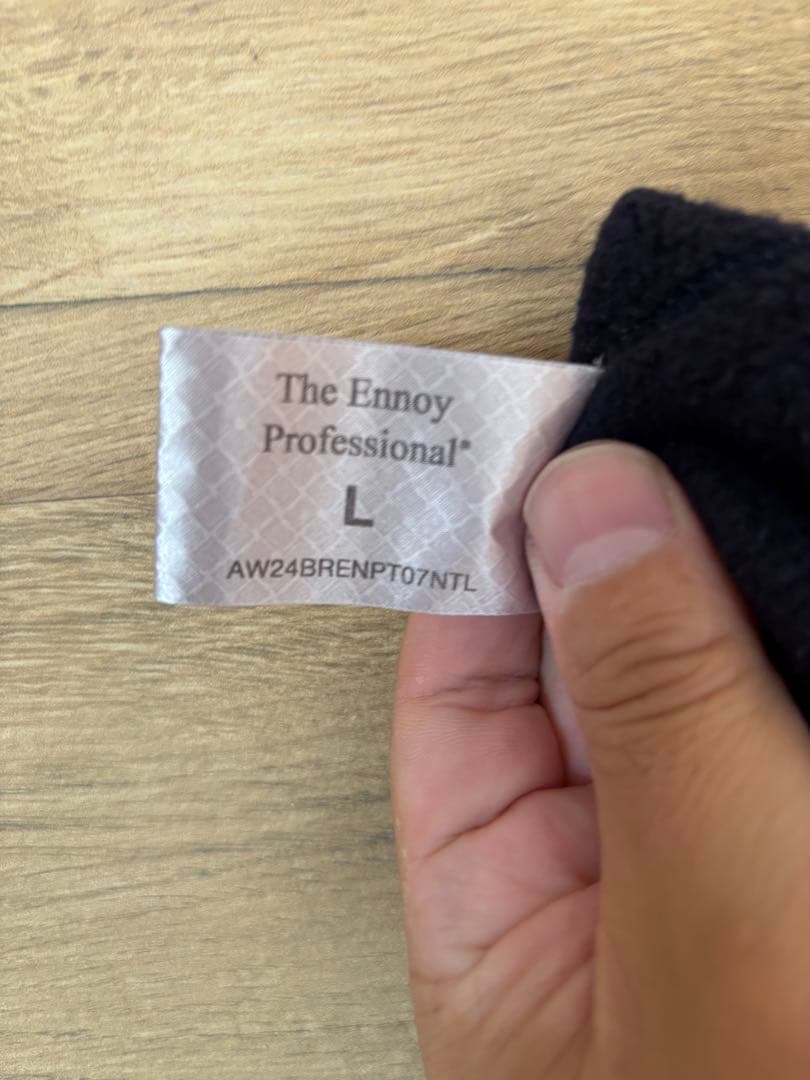 The Ennoy
Professional®
L
AW24BRENPT07NTL